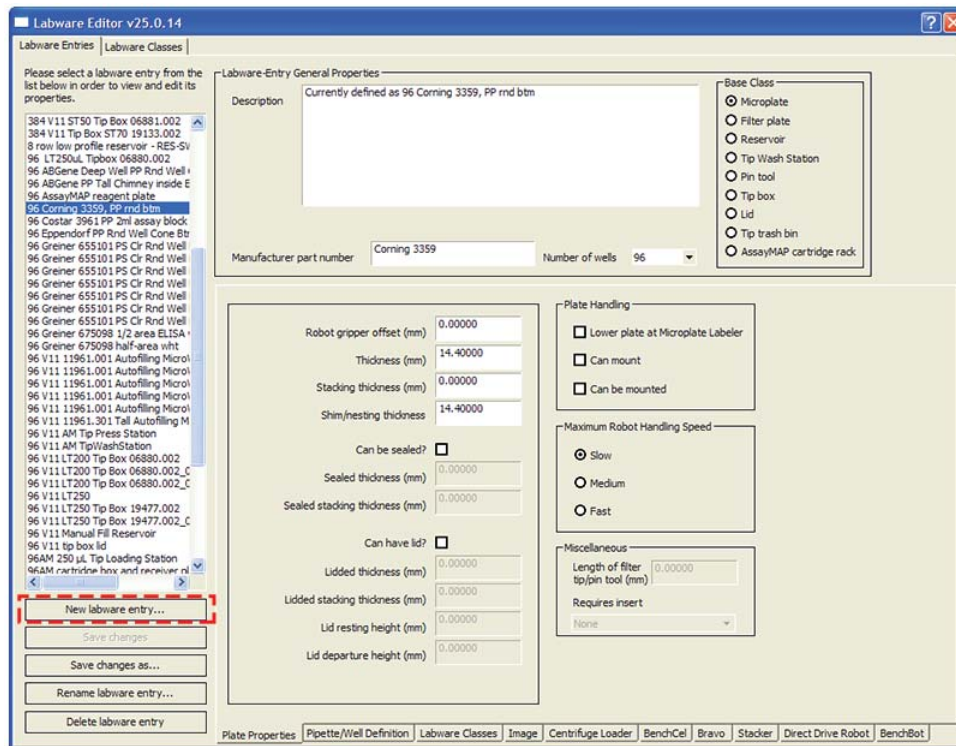 Labware Editor v25.0.14
Labware Entries
Labware Classes
Please select a labware entry from the
list below in order to view and edit its
properties.
384 V11 ST50 Tip Box 06881.002
384 V11 Tip Box ST70 19133.002
8 row low profile reservoir - RES-SW
96 LT250uL Tipbox 06880.002
96 ABGene Deep Well PP Rnd Well
96 ABGene PP Tall Chimney inside E
96 AssayMAP reagent plate
96 Corning 3359, PP rnd btm
96 Costar 3961 PP 2ml assay block
96 Eppendorf PP Rnd Well Cone Btr
96 Greiner 655101 PS Clr Rnd Well
96 Greiner 655101 PS Clr Rnd Well
96 Greiner 655101 PS Clr Rnd Well
96 Greiner 655101 PS Clr Rnd Well
96 Greiner 655101 PS Clr Rnd Well
96 Greiner 655101 PS Clr Rnd Well
96 Greiner 655101 PS Clr Rnd Well
96 Greiner 675098 1/2 area ELISA
96 Greiner 675098 half-area wht
96 V11 11961.001 Autofilling Micro
96 V11 11961.001 Autofilling Micro
96 V11 11961.001 Autofilling Micro
96 V11 11961.001 Autofilling Micro
96 V11 11961.001 Autofilling Micro
96 V11 11961.301 Tall Autofilling M
96 V11 AM Tip Press Station
96 V11 AM TipWashStation
96 V11 LT200 Tip Box 06880.002
96 V11 LT200 Tip Box 06880.002_0
96 V11 LT200 Tip Box 06880.002_0
96 V11 LT250
96 V11 LT250 Tip Box 19477.002
96 V11 LT250 Tip Box 19477.002_0
96 V11 Manual Fill Reservoir
96 V11 tip box lid
96AM 250 µL Tip Loading Station
96AM cartridge box and receiver pl
New labware entry...
Save changes
Save changes as...
Rename labware entry...
Delete labware entry
Labware-Entry General Properties
Description
Currently defined as 96 Corning 3359, PP rnd btm
Manufacturer part number
Corning 3359
Number of wells
96
Base Class
Microplate
Filter plate
Reservoir
Tip Wash Station
Pin tool
Tip box
Lid
Tip trash bin
AssayMAP cartridge rack
Robot gripper offset (mm)
0.00000
Thickness (mm)
14.40000
Stacking thickness (mm)
0.00000
Shim/nesting thickness
14.40000
Can be sealed?
Sealed thickness (mm)
0.00000
Sealed stacking thickness (mm)
0.00000
Can have lid?
Lidded thickness (mm)
0.00000
Lidded stacking thickness (mm)
0.00000
Lid resting height (mm)
0.00000
Lid departure height (mm)
0.00000
Plate Handling
Lower plate at Microplate Labeler
Can mount
Can be mounted
Maximum Robot Handling Speed
Slow
Medium
Fast
Miscellaneous
Length of filter
tip/pin tool (mm)
0.00000
Requires insert
None
Plate Properties
Pipette/Well Definition
Labware Classes
Image
Centrifuge Loader
BenchCel
Bravo
Stacker
Direct Drive Robot
BenchBot